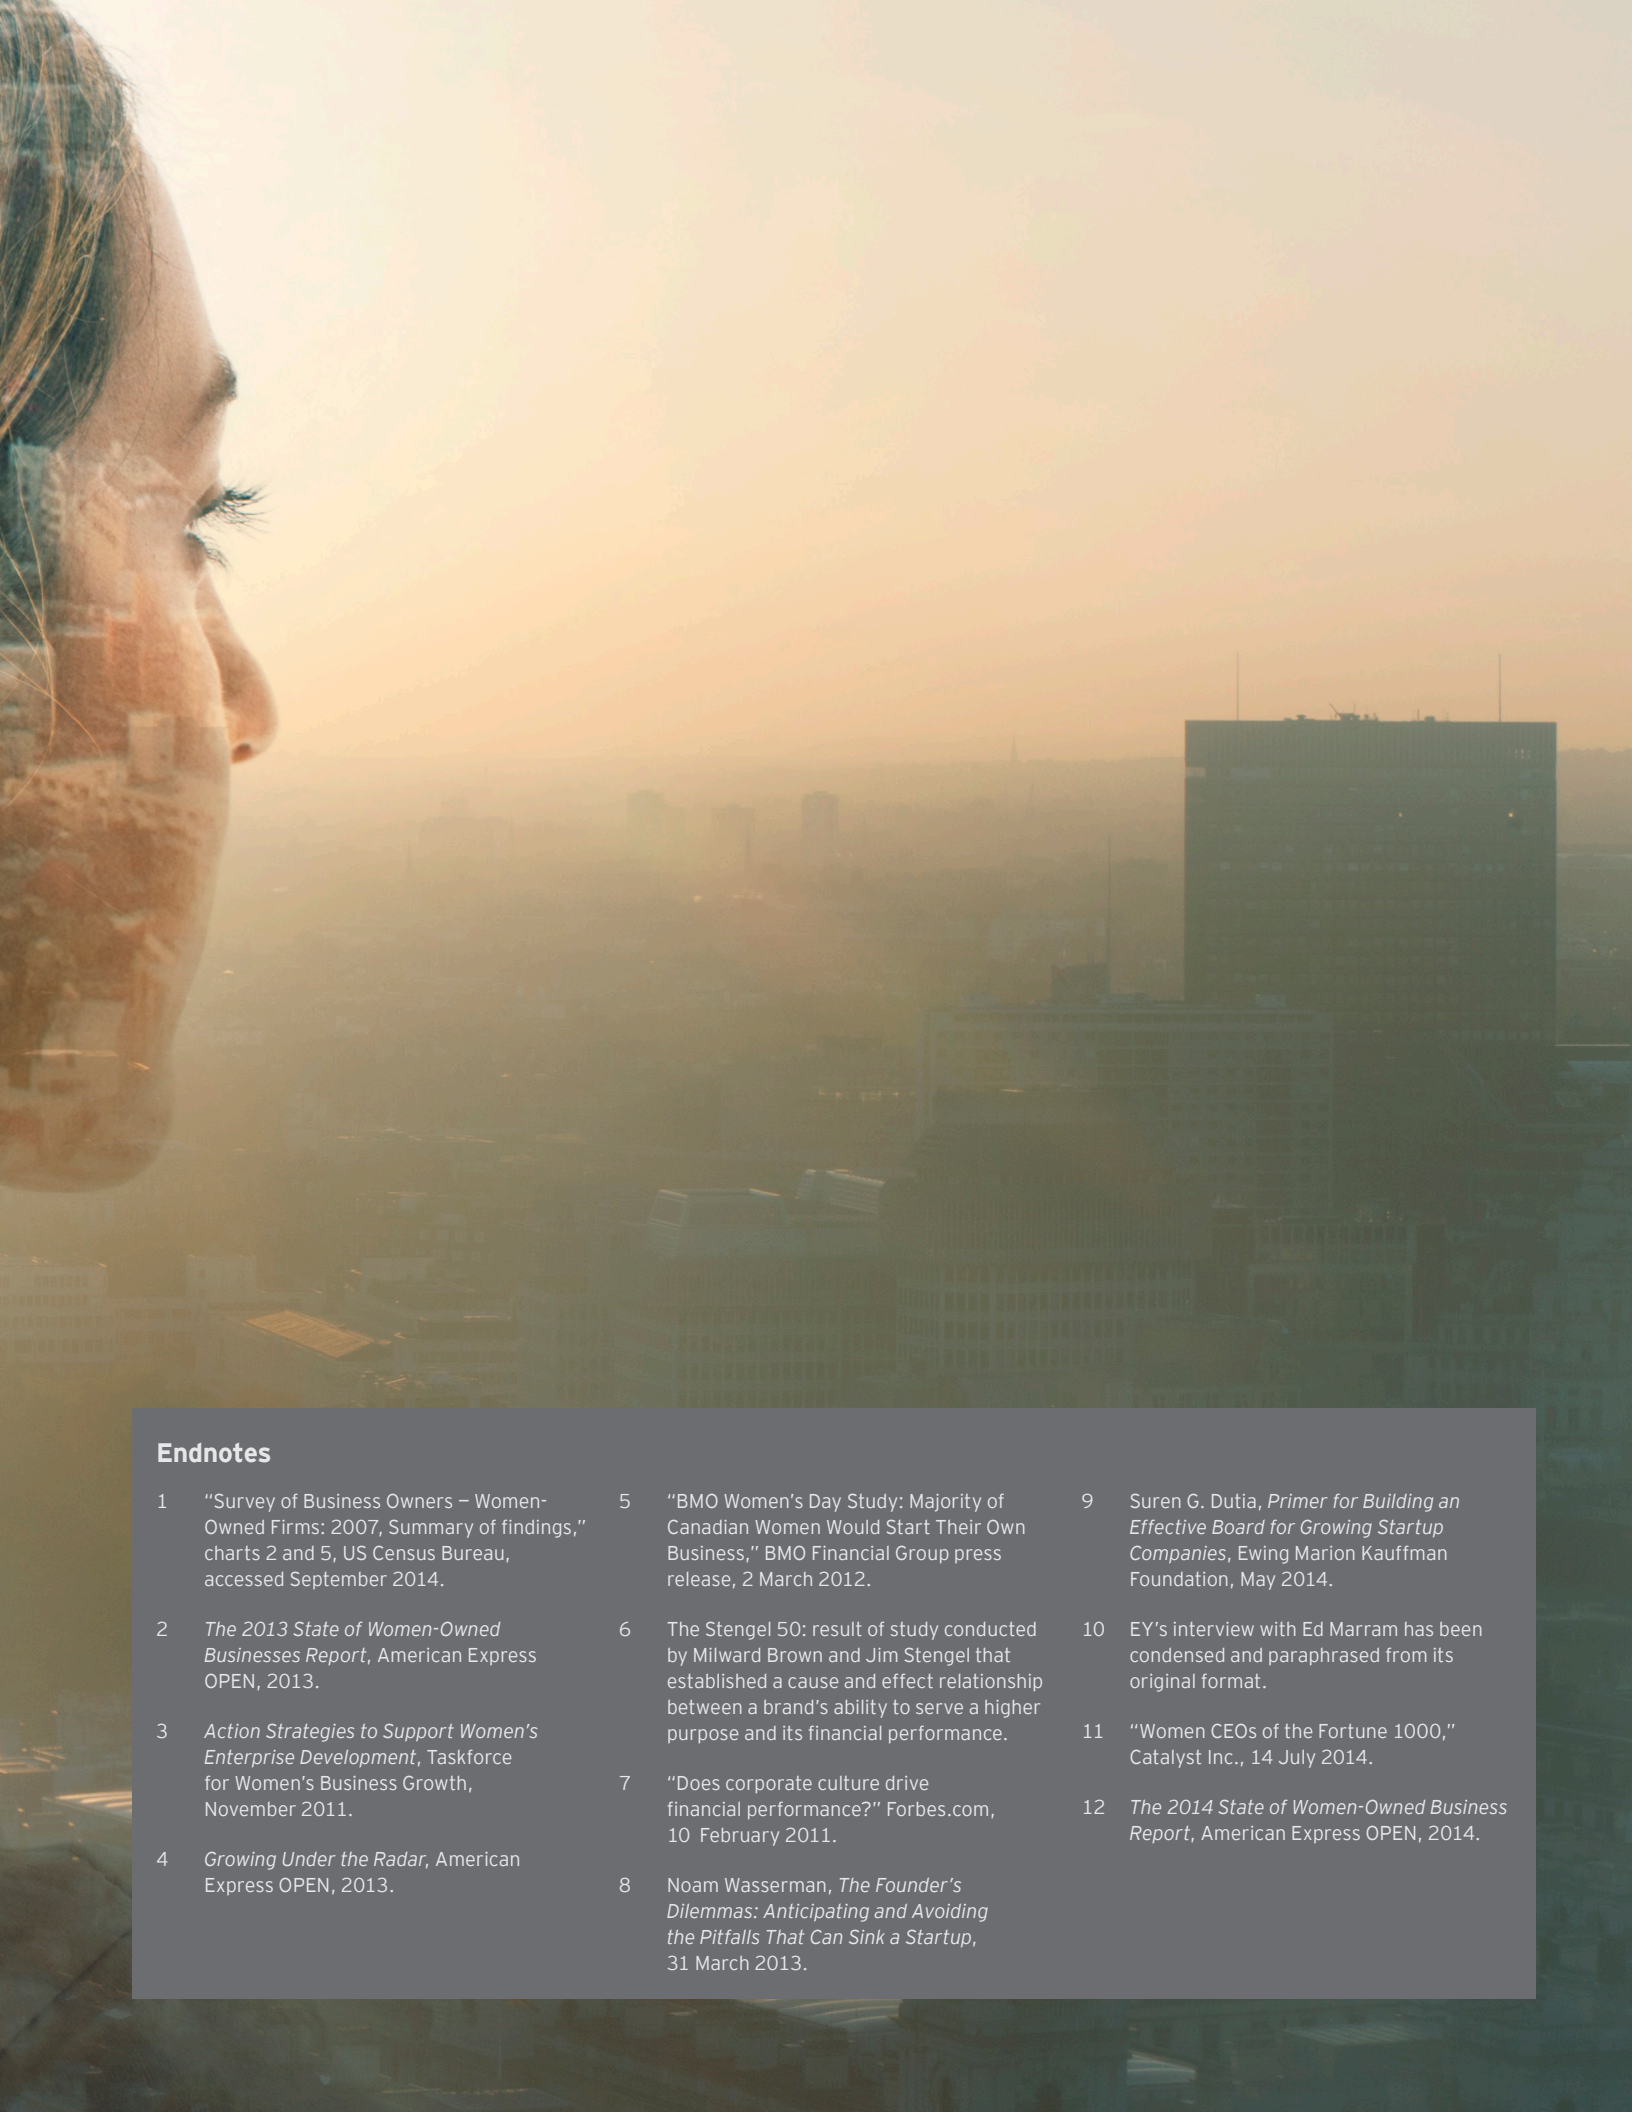 Endnotes
1 “Survey of Business Owners – Women-
Owned Firms: 2007, Summary of findings,”
charts 2 and 5, US Census Bureau,
accessed September 2014.
2 The 2013 State of Women-Owned
Businesses Report, American Express
OPEN, 2013.
3 Action Strategies to Support Women’s
Enterprise Development, Taskforce
for Women’s Business Growth,
November 2011.
4 Growing Under the Radar, American
Express OPEN, 2013.
5 “BMO Women’s Day Study: Majority of
Canadian Women Would Start Their Own
Business,” BMO Financial Group press
release, 2 March 2012.
6 The Stengel 50: result of study conducted
by Milward Brown and Jim Stengel that
established a cause and effect relationship
between a brand’s ability to serve a higher
purpose and its financial performance.
7 “Does corporate culture drive
financial performance?” Forbes.com,
10 February 2011.
8 Noam Wasserman, The Founder’s
Dilemmas: Anticipating and Avoiding
the Pitfalls That Can Sink a Startup,
31 March 2013.
9 Suren G. Dutia, Primer for Building an
Effective Board for Growing Startup
Companies, Ewing Marion Kauffman
Foundation, May 2014.
10 EY’s interview with Ed Marram has been
condensed and paraphrased from its
original format.
11 “Women CEOs of the Fortune 1000,”
Catalyst Inc., 14 July 2014.
12 The 2014 State of Women-Owned Business
Report, American Express OPEN, 2014.